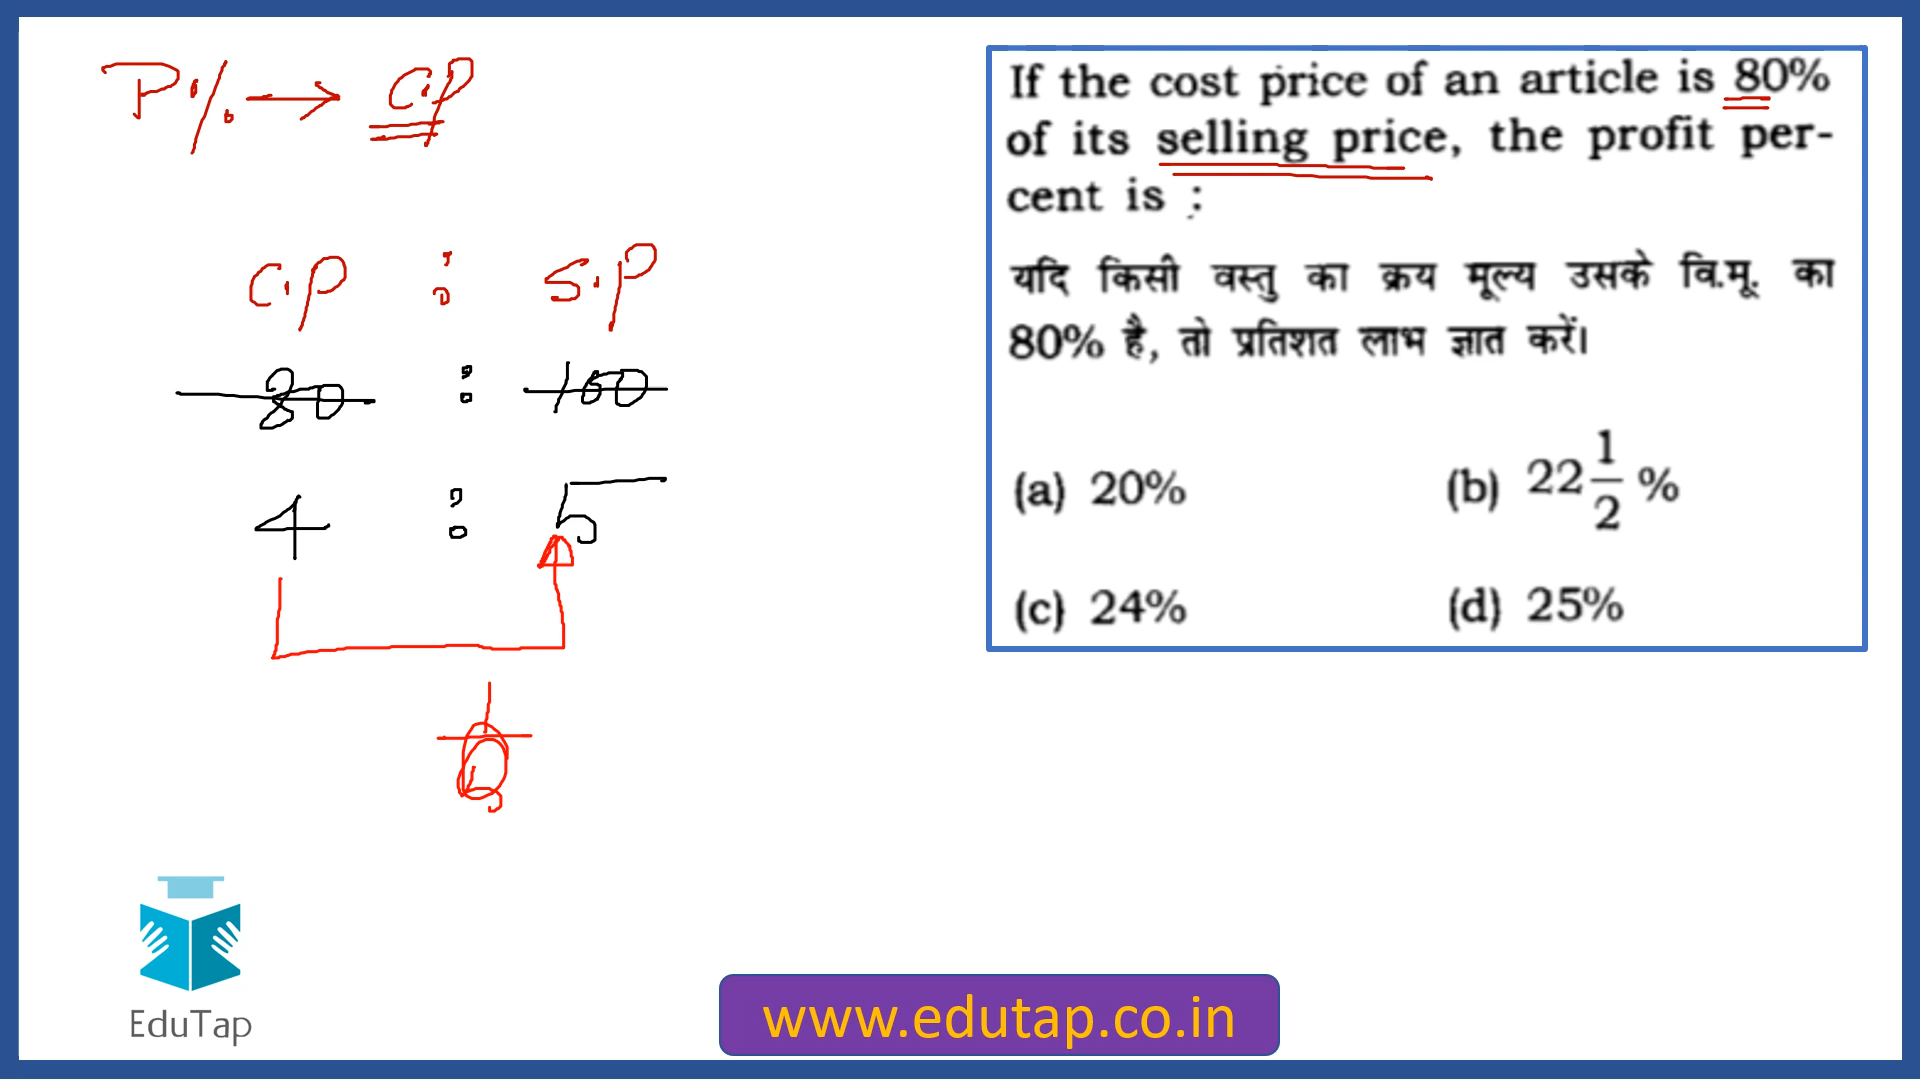 P% → C.P
C.P : S.P
80 : 100
4 : 5
1
If the cost price of an article is 80%
of its selling price, the profit per-
cent is :
यदि किसी वस्तु का क्रय मूल्य उसके वि.मू. का
80% है, तो प्रतिशत लाभ ज्ञात करें।
(a) 20% (b) 22 1/2 %
(c) 24% (d) 25%
EduTap
www.edutap.co.in